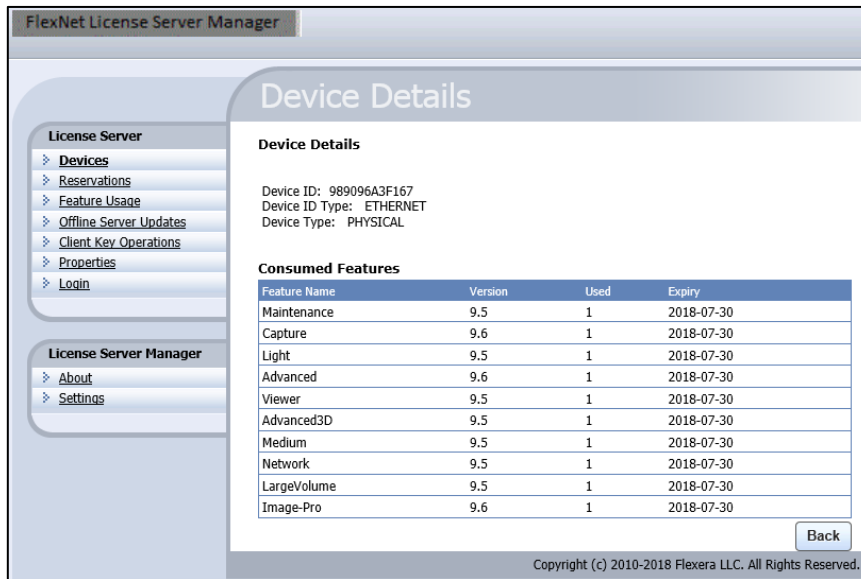 FlexNet License Server Manager
Device Details
License Server
Devices
Reservations
Feature Usage
Offline Server Updates
Client Key Operations
Properties
Login
License Server Manager
About
Settings
Device Details
Device ID: 989096A3F167
Device ID Type: ETHERNET
Device Type: PHYSICAL
Consumed Features
Feature Name Version Used Expiry
Maintenance 9.5 1 2018-07-30
Capture 9.6 1 2018-07-30
Light 9.5 1 2018-07-30
Advanced 9.6 1 2018-07-30
Viewer 9.5 1 2018-07-30
Advanced3D 9.5 1 2018-07-30
Medium 9.5 1 2018-07-30
Network 9.5 1 2018-07-30
LargeVolume 9.5 1 2018-07-30
Image-Pro 9.6 1 2018-07-30
Back
Copyright (c) 2010-2018 Flexera LLC. All Rights Reserved.